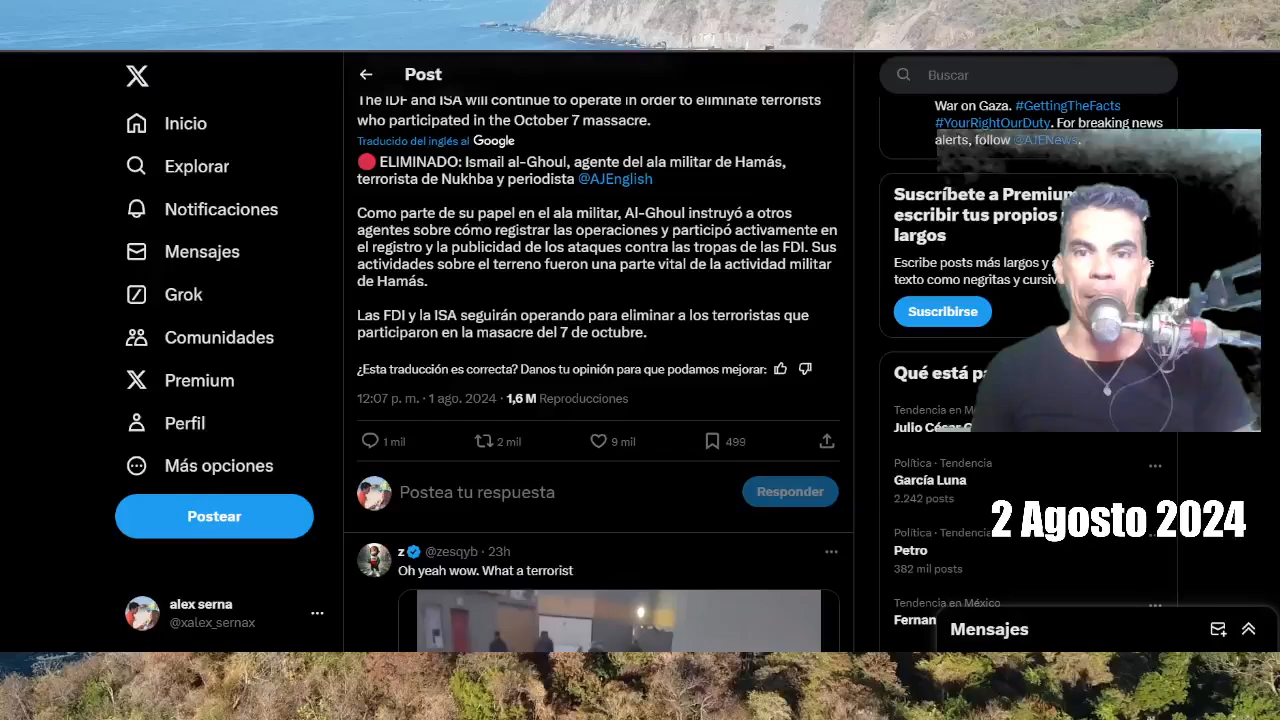 Inicio
Explorar
Notificaciones
Mensajes
Grok
Comunidades
Premium
Perfil
Más opciones
Postear
alex serna
@xalex_sernax
Post
The IDF and ISA will continue to operate in order to eliminate terrorists
who participated in the October 7 massacre.
Traducido del inglés al Google
ELIMINADO: Ismail al-Ghoul, agente del ala militar de Hamás,
terrorista de Nukhba y periodista @AJEnglish
Como parte de su papel en el ala militar, Al-Ghoul instruyó a otros
agentes sobre cómo registrar las operaciones y participó activamente en
el registro y la publicidad de los ataques contra las tropas de las FDI. Sus
actividades sobre el terreno fueron una parte vital de la actividad militar
de Hamás.
Las FDI y la ISA seguirán operando para eliminar a los terroristas que
participaron en la masacre del 7 de octubre.
¿Esta traducción es correcta? Danos tu opinión para que podamos mejorar:
12:07 p. m. · 1 ago. 2024 · 1,6 M Reproducciones
1 mil
2 mil
9 mil
499
Postea tu respuesta
Responder
z @zesqyb · 23h
Oh yeah wow. What a terrorist
Buscar
War on Gaza. #GettingTheFacts
#YourRightOurDuty. For breaking news
alerts, follow @AJENews.
Suscríbete a Premium
escribir tus propios
largos
Escribe posts más largos y
texto como negritas y cursiv
Suscribirse
Qué está pa
Tendencia en M
Julio César
Política · Tendencia
García Luna
2.242 posts
Política · Tendencia
Petro
382 mil posts
Tendencia en México
Fernan
2 Agosto 2024
Mensajes